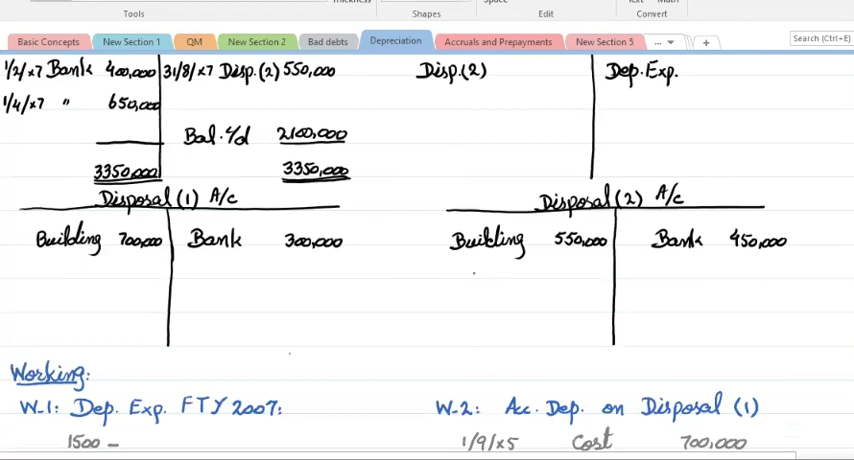 Tools Shapes Edit Convert
Basic Concepts New Section 1 QM New Section 2 Bad debts Depreciation Accruals and Prepayments New Section 5 ... + Search (Ctrl+E)
1/2/x7 Bank 400,000 31/8/x7 Disp.(2) 550,000 Disp.(2) Dep. Exp.
1/4/x7 " 650,000
Bal. c/d 2100,000
3350,000 3350,000
Disposal (1) A/c Disposal (2) A/c
Building 700,000 Bank 300,000 Building 550,000 Bank 450,000
Working:
W-1: Dep. Exp. FTY 2007: W-2: Acc. Dep. on Disposal (1)
1500 – 1/9/x5 Cost 700,000